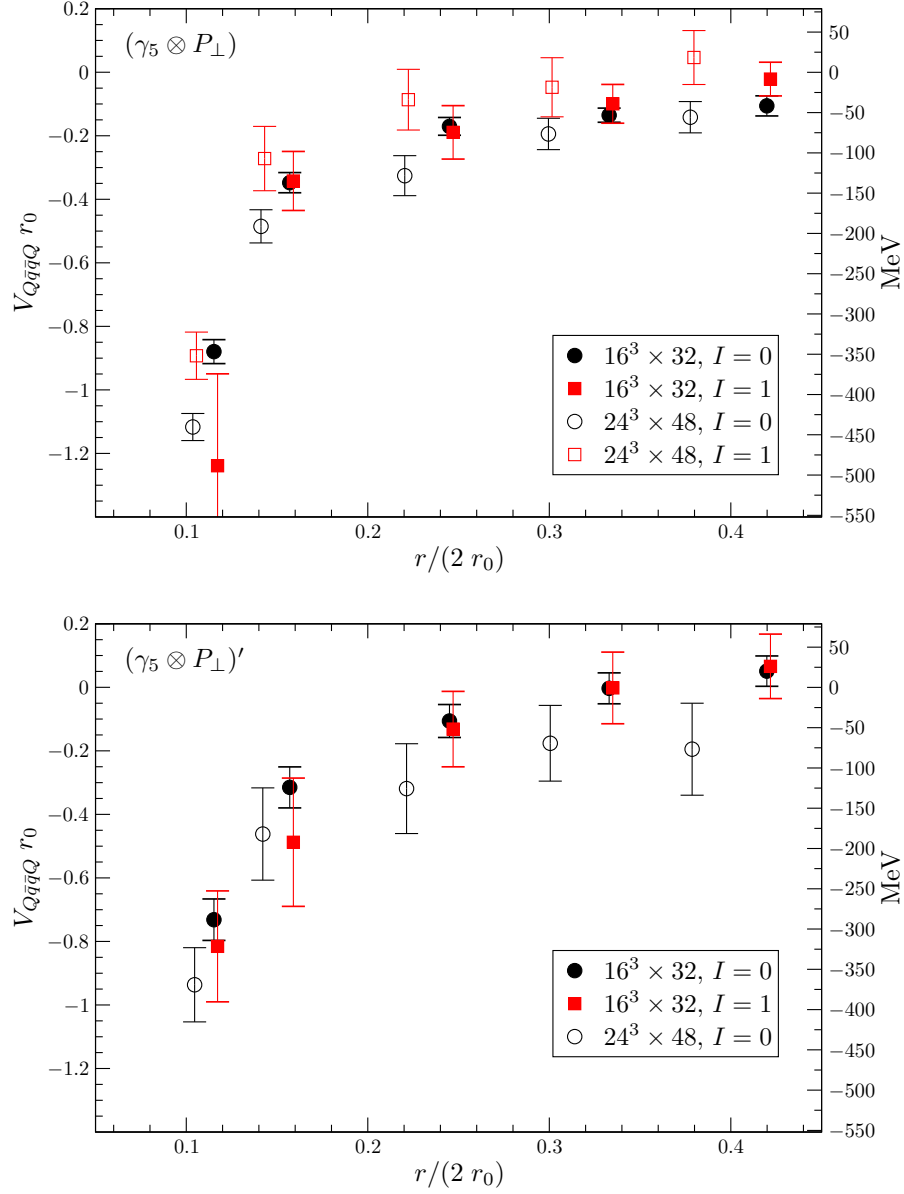 (γ₅ ⊗ P⊥)
0
−0.2
−0.4
−0.6
−0.8
−1
−1.2
V_{Qq̄q̄Q} r₀
50
0
−50
−100
−150
−200
−250
−300
−350
−400
−450
−500
−550
MeV
16³ × 32, I = 0
16³ × 32, I = 1
24³ × 48, I = 0
24³ × 48, I = 1
0.1 0.2 0.3 0.4
r/(2 r₀)
(γ₅ ⊗ P⊥)′
0.2
0
−0.2
−0.4
−0.6
−0.8
−1
−1.2
V_{Qq̄q̄Q} r₀
50
0
−50
−100
−150
−200
−250
−300
−350
−400
−450
−500
−550
MeV
16³ × 32, I = 0
16³ × 32, I = 1
24³ × 48, I = 0
0.1 0.2 0.3 0.4
r/(2 r₀)